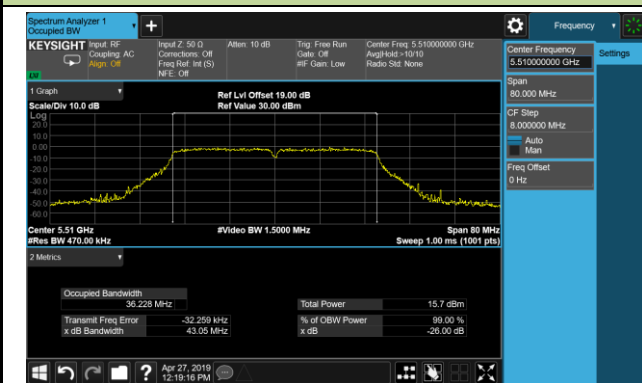 Spectrum Analyzer 1
Occupied BW
+
Frequency
KEYSIGHT
Input: RF
Coupling: AC
Align: Off
Input Z: 50 Ω
Corrections: Off
Freq Ref: Int (S)
NFE: Off
Atten: 10 dB
Trig: Free Run
Gate: Off
#IF Gain: Low
Center Freq: 5.510000000 GHz
Avg|Hold:>10/10
Radio Std: None
LV
Center Frequency
5.510000000 GHz
Settings
Span
80.000 MHz
CF Step
8.000000 MHz
Auto
Man
Freq Offset
0 Hz
1 Graph
Scale/Div 10.0 dB
Ref Lvl Offset 19.00 dB
Ref Value 30.00 dBm
Log
20.0
10.0
0.00
-10.0
-20.0
-30.0
-40.0
-50.0
-60.0
Center 5.51 GHz
#Res BW 470.00 kHz
#Video BW 1.5000 MHz
Span 80 MHz
Sweep 1.00 ms (1001 pts)
2 Metrics
Occupied Bandwidth
36.228 MHz
Transmit Freq Error -32.259 kHz
x dB Bandwidth 43.05 MHz
Total Power 15.7 dBm
% of OBW Power 99.00 %
x dB -26.00 dB
?
Apr 27, 2019
12:19:16 PM